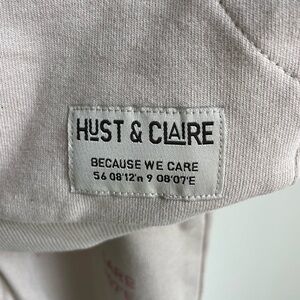 HUST & CLAIRE
BECAUSE WE CARE
56 08'12'n 9 08'07'E